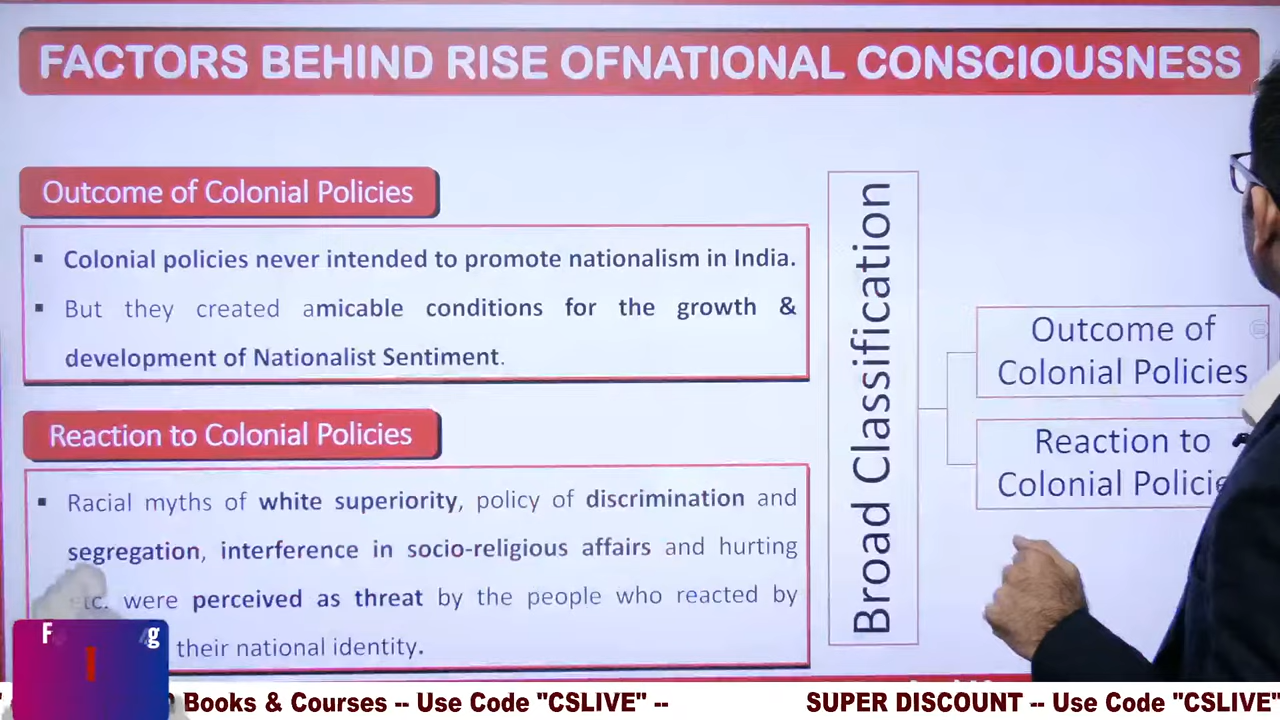 FACTORS BEHIND RISE OFNATIONAL CONSCIOUSNESS
Outcome of Colonial Policies
▪ Colonial policies never intended to promote nationalism in India.
▪ But they created amicable conditions for the growth &
development of Nationalist Sentiment.
Reaction to Colonial Policies
▪ Racial myths of white superiority, policy of discrimination and
segregation, interference in socio-religious affairs and hurting
etc. were perceived as threat by the people who reacted by
their national identity.
Broad Classification
Outcome of
Colonial Policies
Reaction to
Colonial
Books & Courses -- Use Code "CSLIVE" --
SUPER DISCOUNT -- Use Code "CSLIVE"